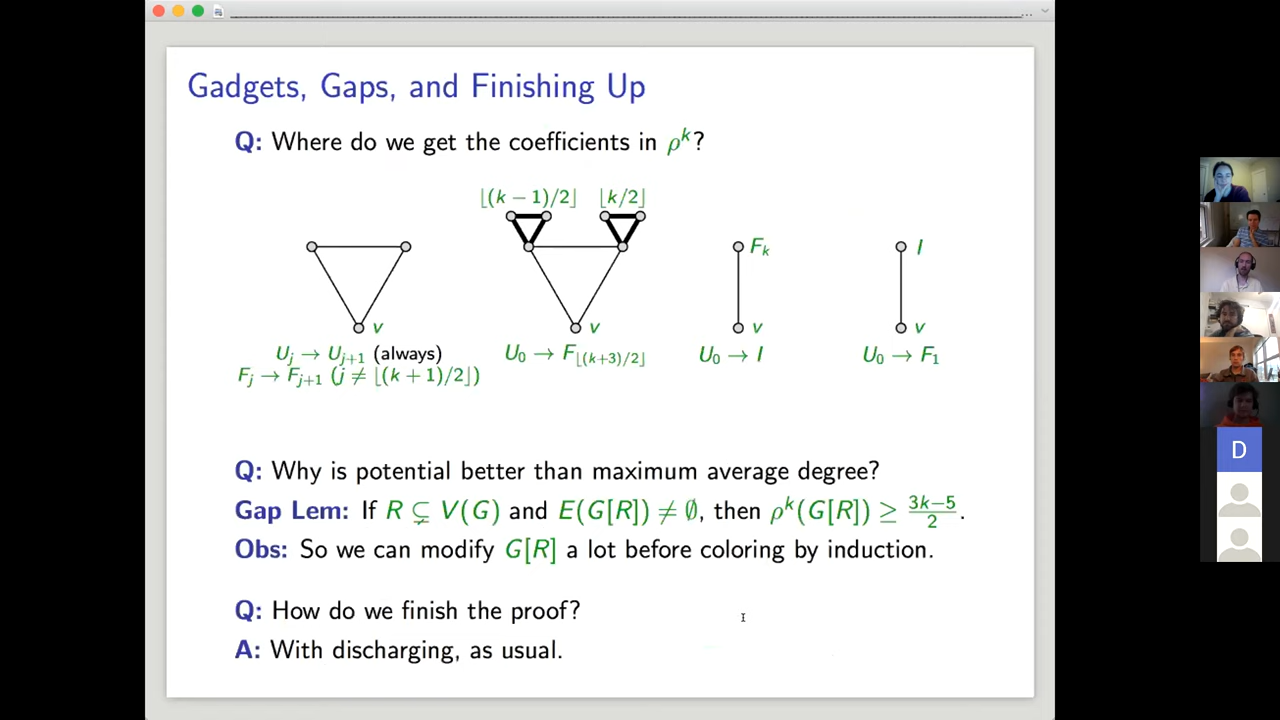 Gadgets, Gaps, and Finishing Up
Q: Where do we get the coefficients in ρ^k?
⌊(k − 1)/2⌋ ⌊k/2⌋
F_k I
v v v v
U_j → U_{j+1} (always) U_0 → F_{⌊(k+3)/2⌋} U_0 → I U_0 → F_1
F_j → F_{j+1} (j ≠ ⌊(k + 1)/2⌋)
Q: Why is potential better than maximum average degree?
Gap Lem: If R ⊊ V(G) and E(G[R]) ≠ ∅, then ρ^k(G[R]) ≥ (3k−5)/2.
Obs: So we can modify G[R] a lot before coloring by induction.
Q: How do we finish the proof?
A: With discharging, as usual.
D